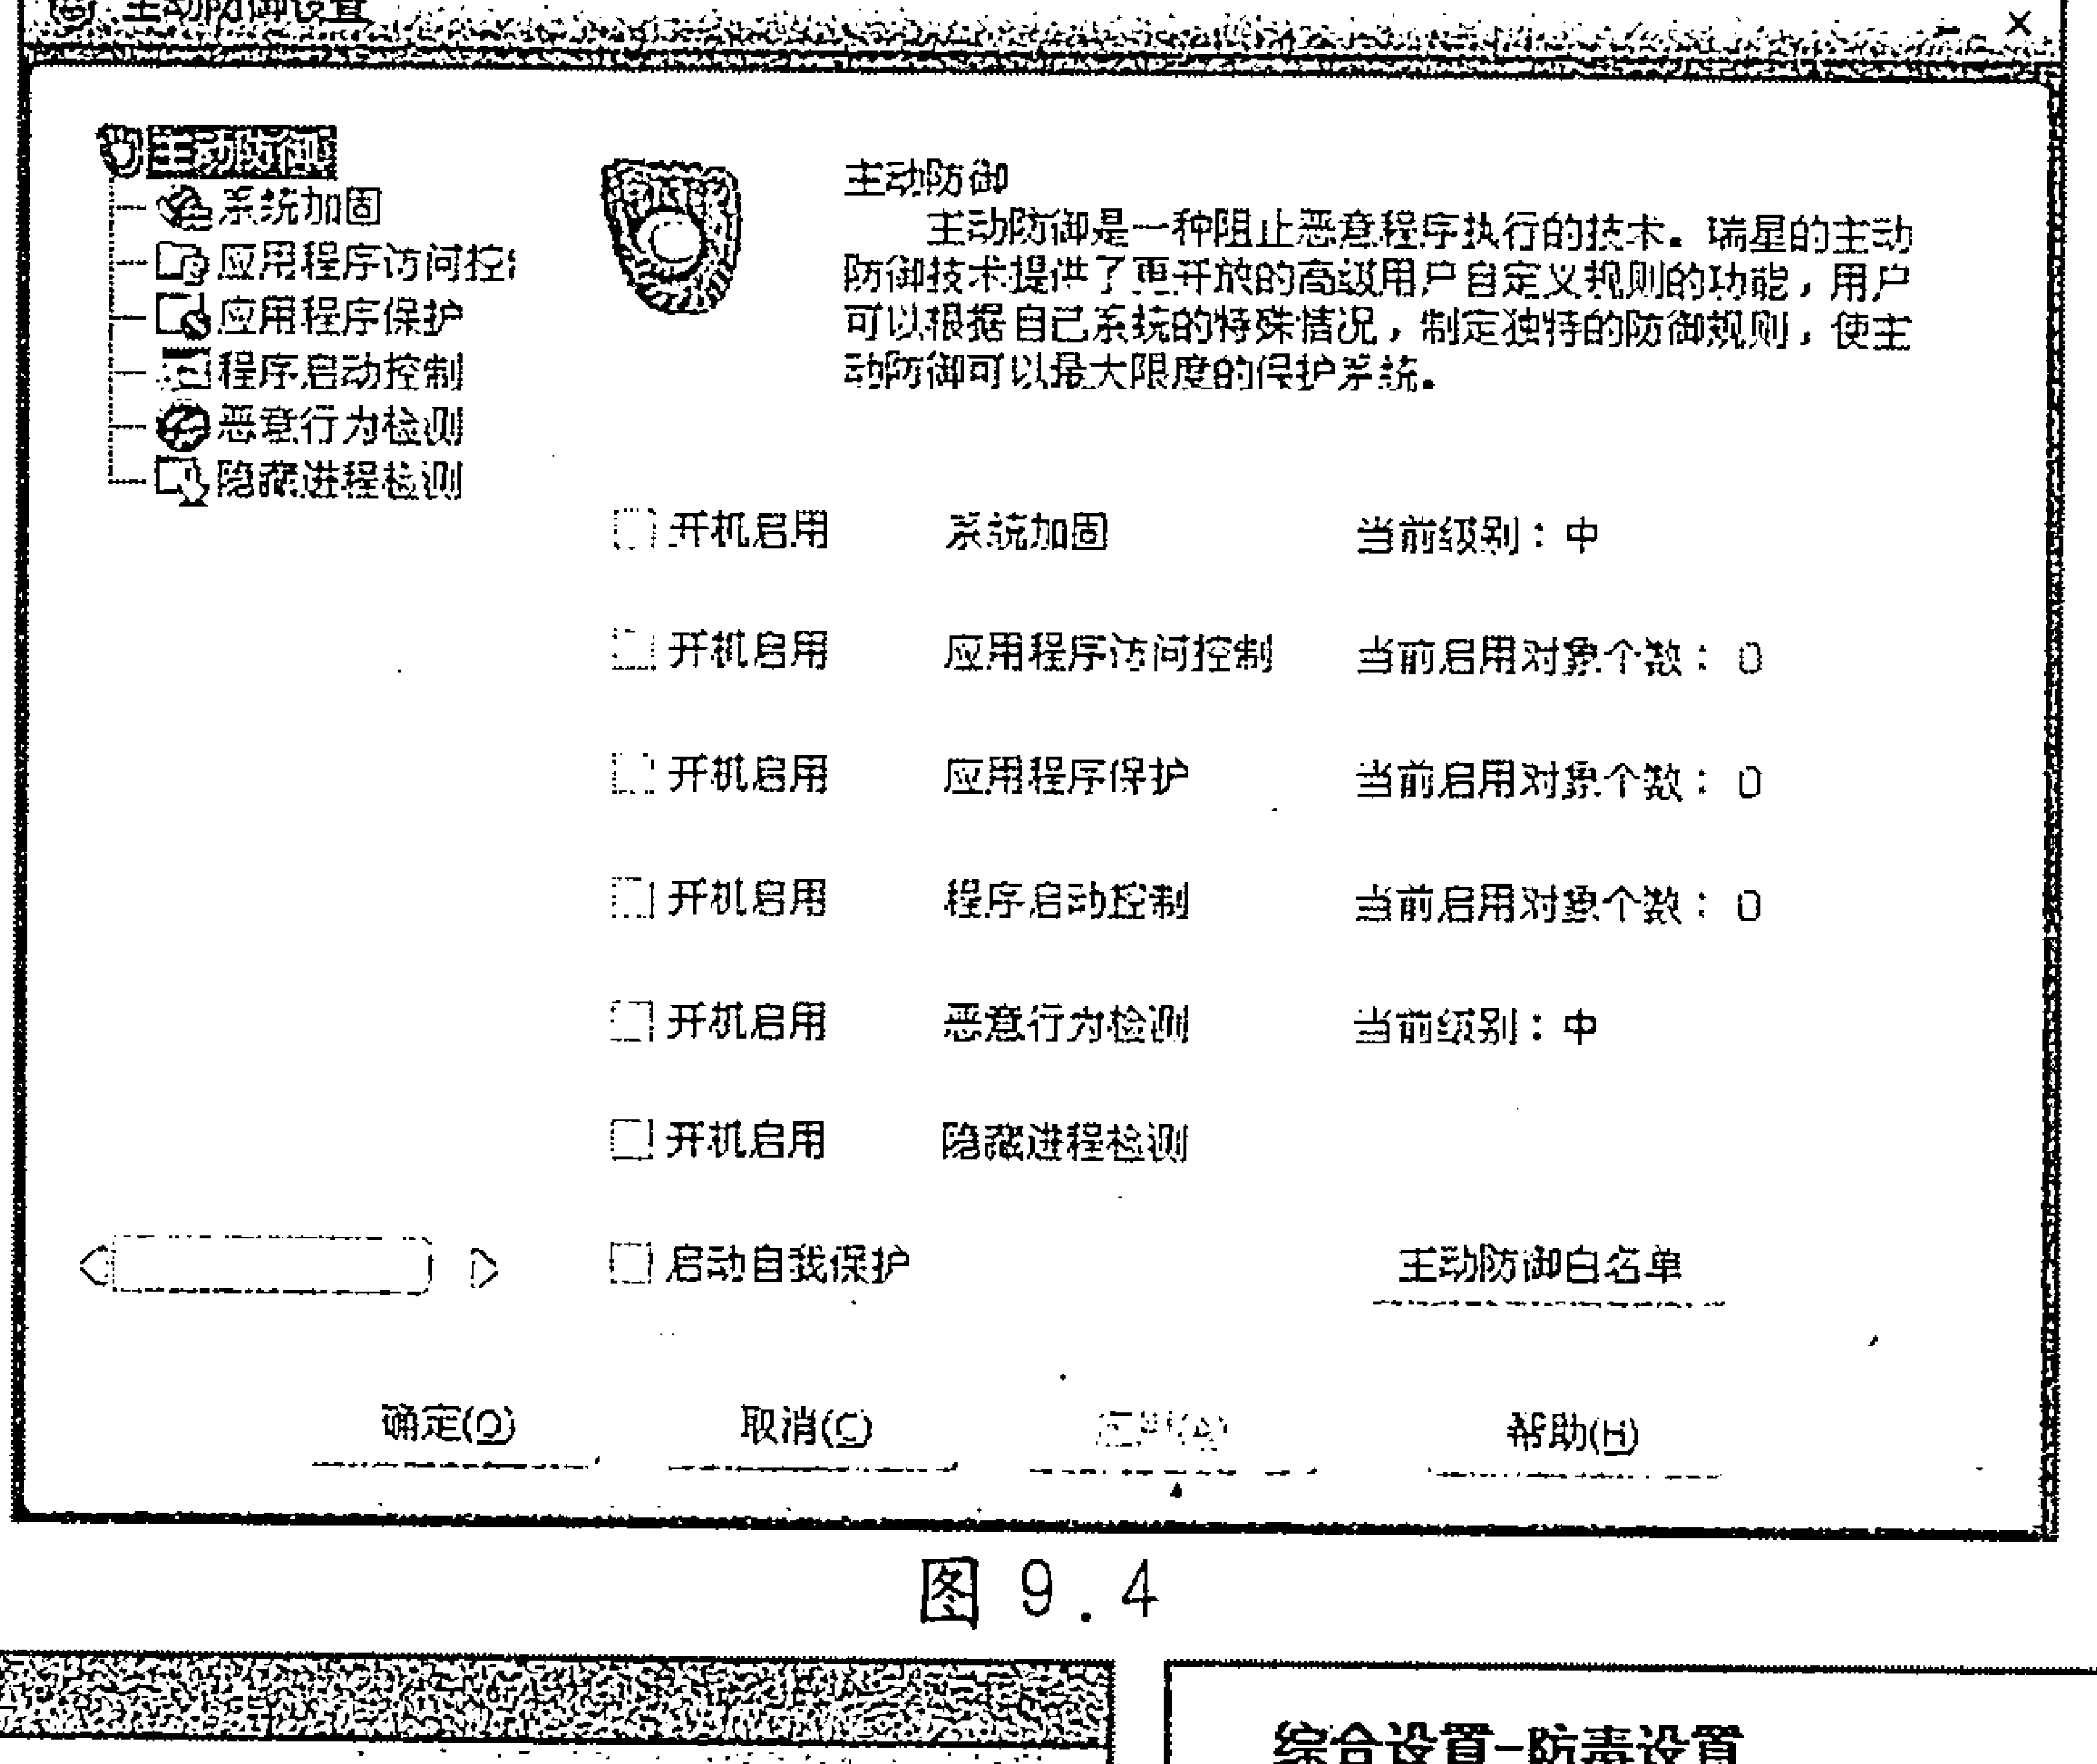 主动防御设置
主动防御
系统加固
应用程序访问控
应用程序保护
程序启动控制
恶意行为检测
隐藏进程检测
主动防御
主动防御是一种阻止恶意程序执行的技术。瑞星的主动
防御技术提供了更开放的高级用户自定义规则的功能，用户
可以根据自己系统的特殊情况，制定独特的防御规则，使主
动防御可以最大限度的保护系统。
开机启用 系统加固 当前级别：中
开机启用 应用程序访问控制 当前启用对象个数： 0
开机启用 应用程序保护 当前启用对象个数： 0
开机启用 程序启动控制 当前启用对象个数： 0
开机启用 恶意行为检测 当前级别：中
开机启用 隐藏进程检测
启动自我保护 主动防御白名单
确定(O) 取消(C) 应用(A) 帮助(H)
图 9.4
综合设置-防毒设置